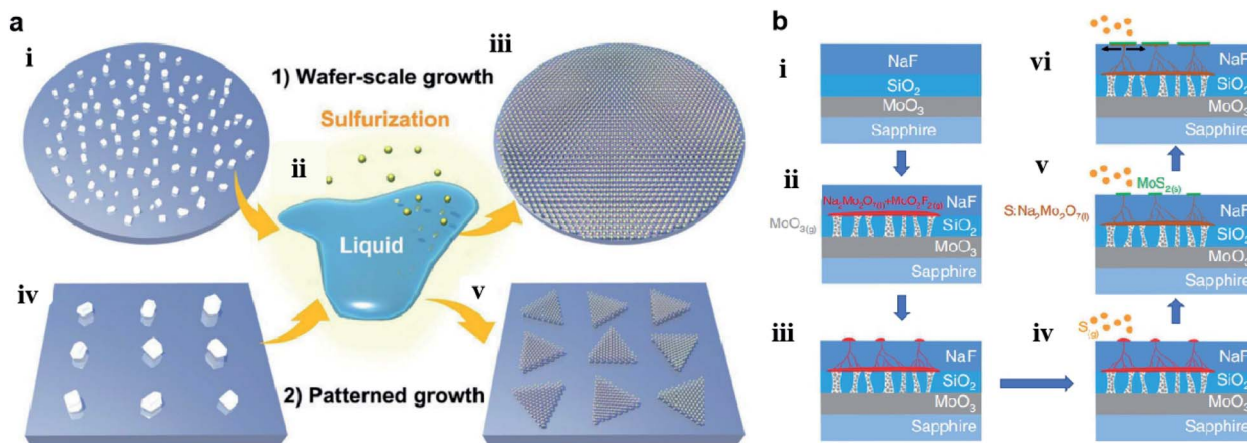 a
i
1) Wafer-scale growth
Sulfurization
ii
Liquid
iii
iv
2) Patterned growth
v
b
i
NaF
SiO₂
MoO₃
Sapphire
ii
MoO₃₍g₎
Na₂Mo₂O₇₍l₎+MoO₂F₂₍g₎
NaF
SiO₂
MoO₃
Sapphire
iii
NaF
SiO₂
MoO₃
Sapphire
iv
S₍g₎
NaF
SiO₂
MoO₃
Sapphire
v
MoS₂₍s₎
S:Na₂Mo₂O₇₍l₎
NaF
SiO₂
MoO₃
Sapphire
vi
NaF
SiO₂
MoO₃
Sapphire